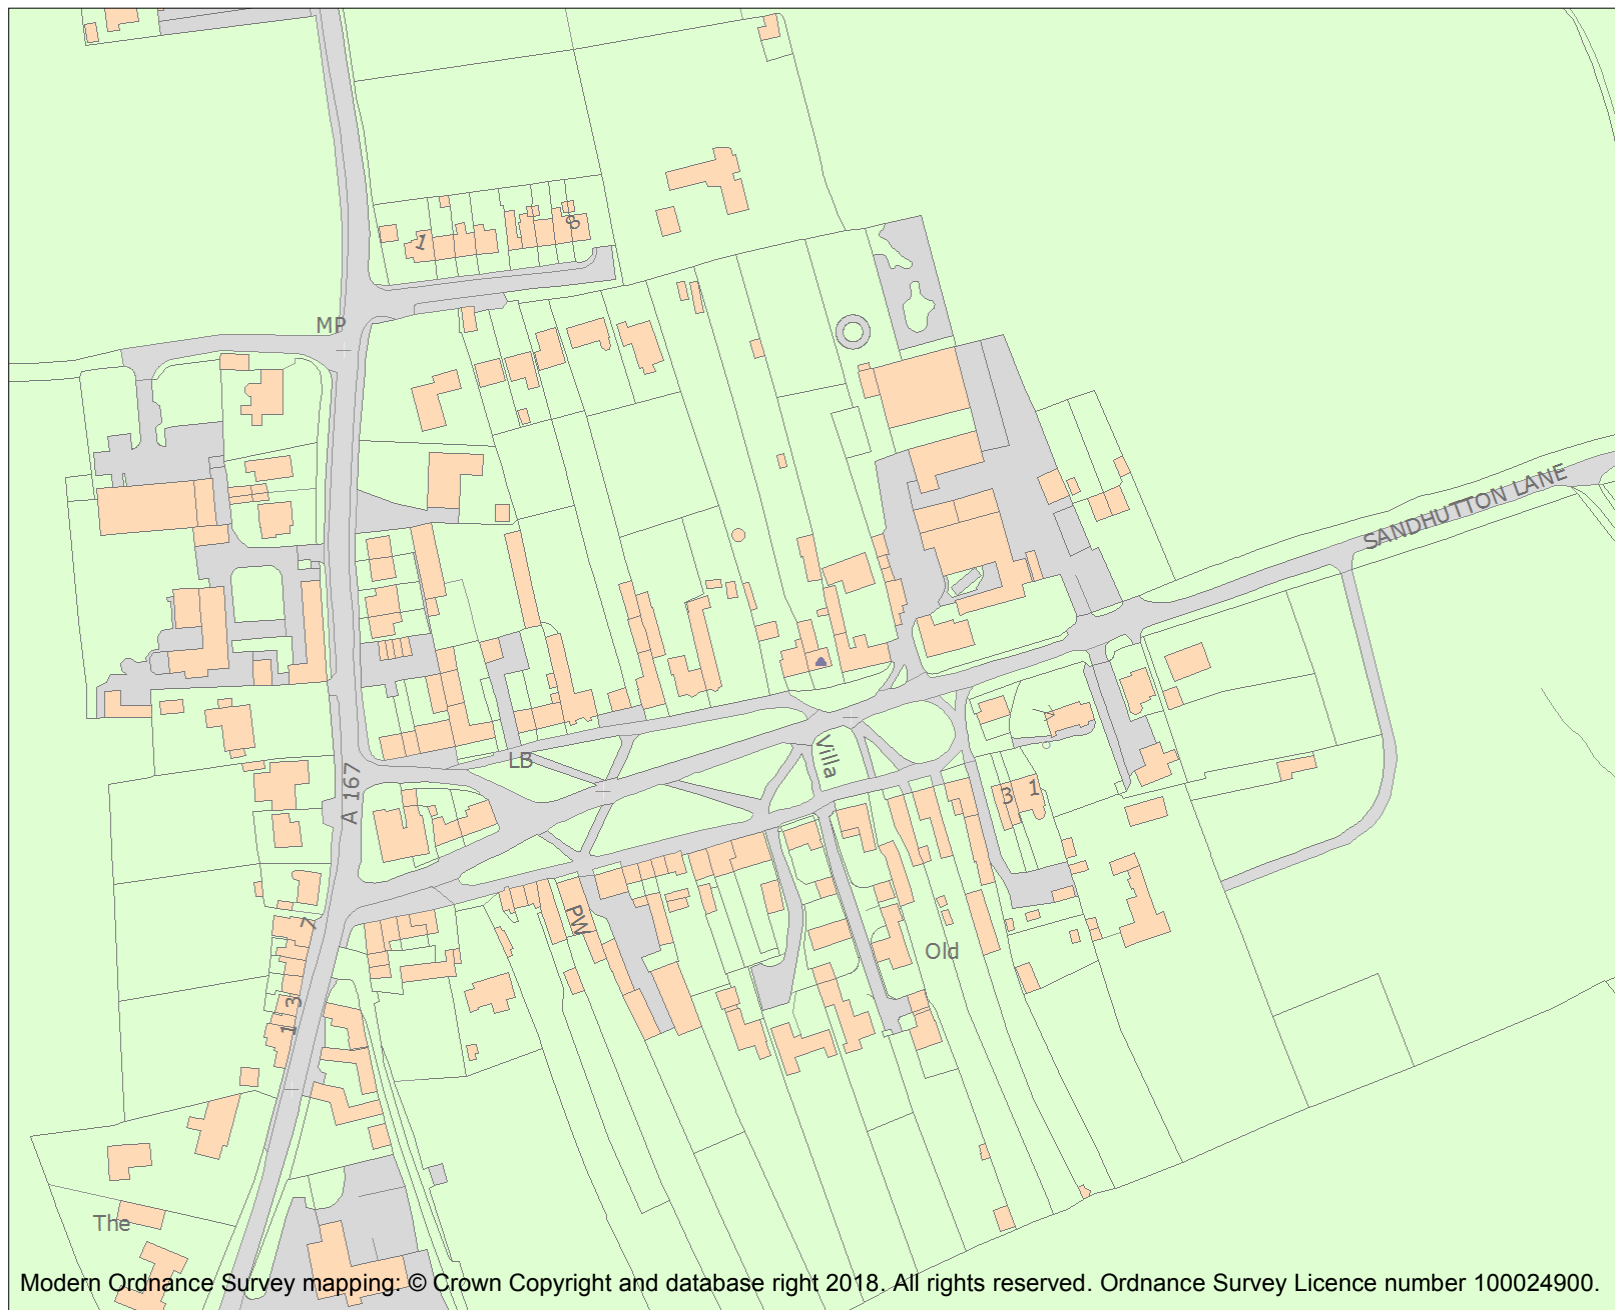 8
1
MP
SANDHUTTON LANE
Villa
LB
A 167
3
1
7
PW
Old
3
1
The
Modern Ordnance Survey mapping: © Crown Copyright and database right 2018. All rights reserved. Ordnance Survey Licence number 100024900.